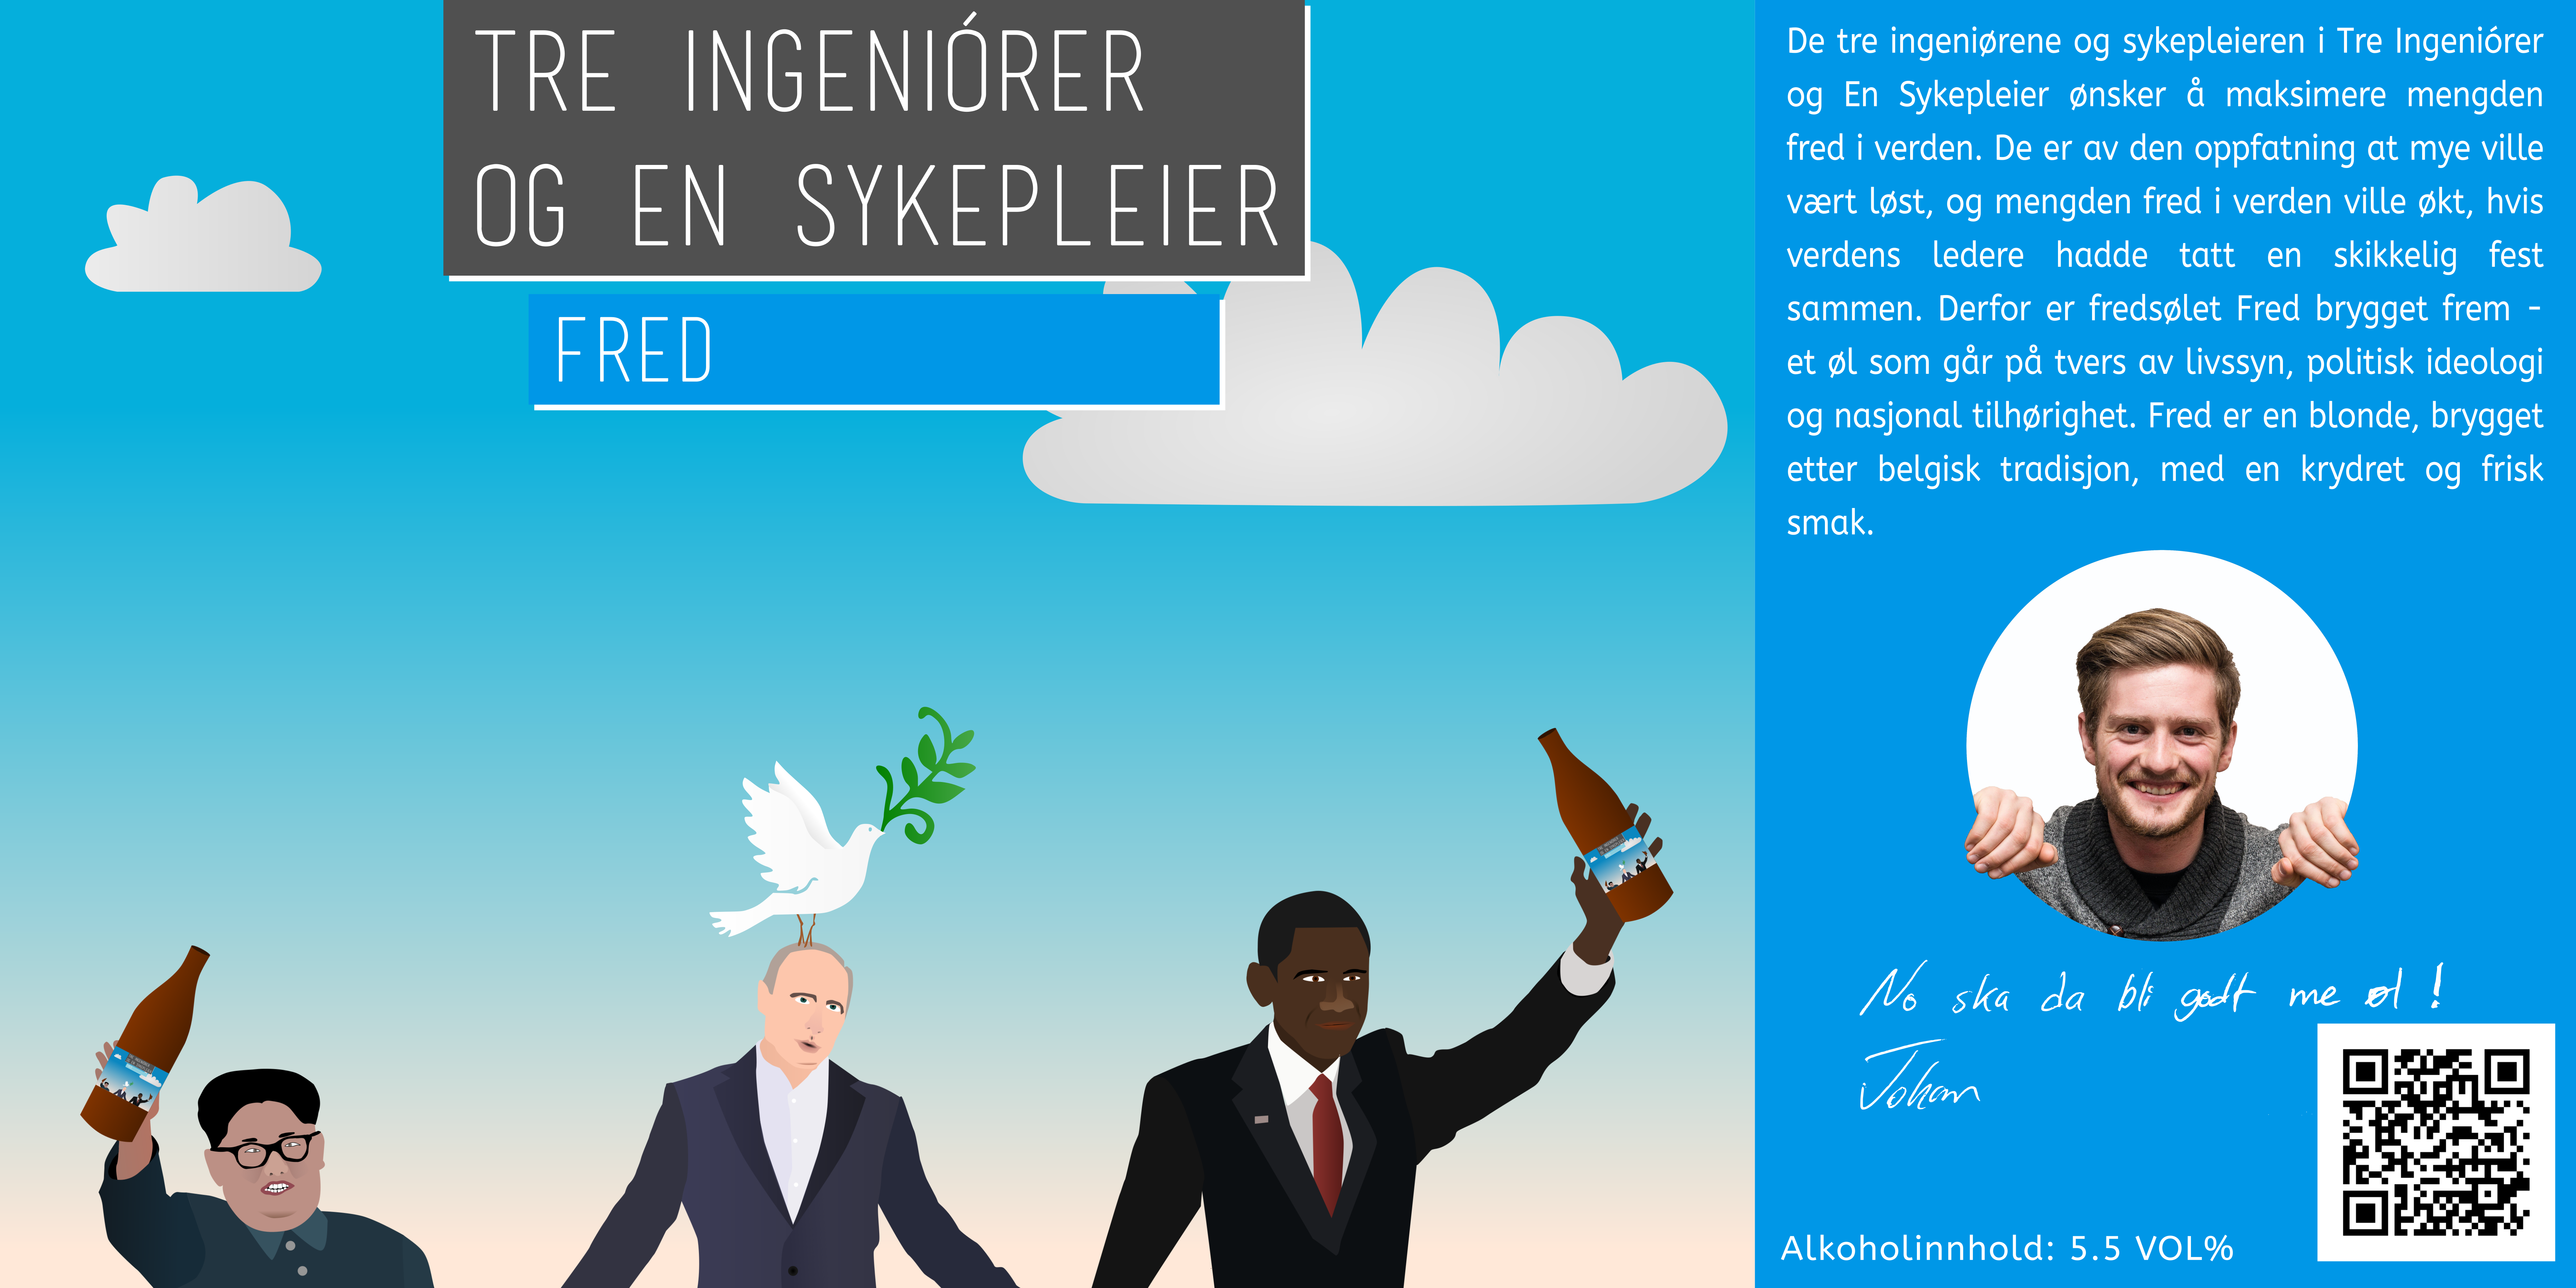 TRE INGENIÓRER
OG EN SYKEPLEIER
FRED
De tre ingeniørene og sykepleieren i Tre Ingeniórer
og En Sykepleier ønsker å maksimere mengden
fred i verden. De er av den oppfatning at mye ville
vært løst, og mengden fred i verden ville økt, hvis
verdens ledere hadde tatt en skikkelig fest
sammen. Derfor er fredsølet Fred brygget frem -
et øl som går på tvers av livssyn, politisk ideologi
og nasjonal tilhørighet. Fred er en blonde, brygget
etter belgisk tradisjon, med en krydret og frisk
smak.
No ska da bli godt me øl !
Johan
Alkoholinnhold: 5.5 VOL%